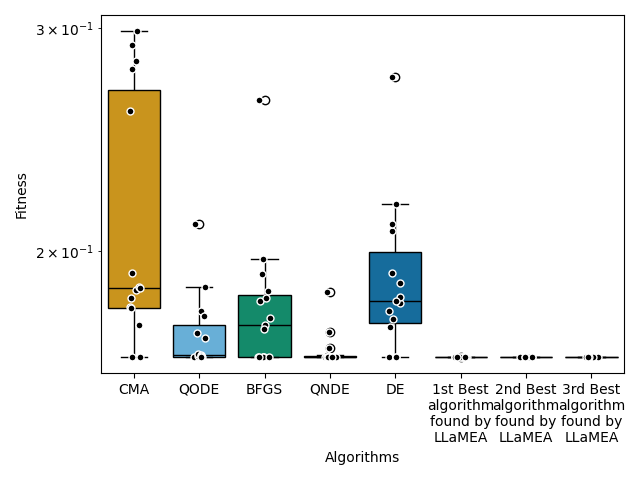 3 × 10⁻¹
2 × 10⁻¹
Fitness
CMA QODE BFGS QNDE DE 1st Best 2nd Best 3rd Best
algorithm algorithm algorithm
found by found by found by
LLaMEA LLaMEA LLaMEA
Algorithms